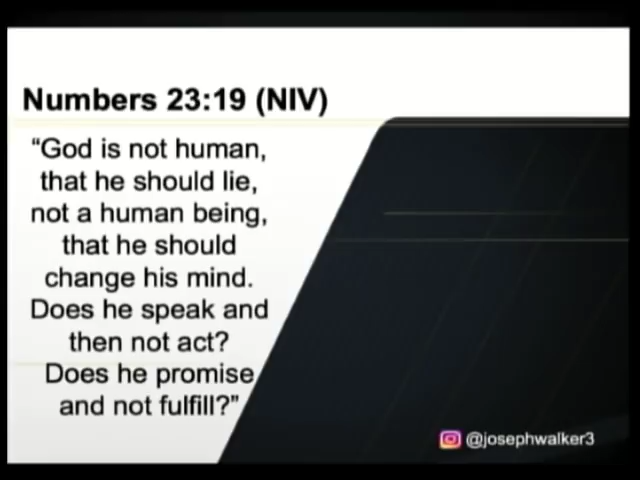 Numbers 23:19 (NIV)
“God is not human,
that he should lie,
not a human being,
that he should
change his mind.
Does he speak and
then not act?
Does he promise
and not fulfill?”
@josephwalker3